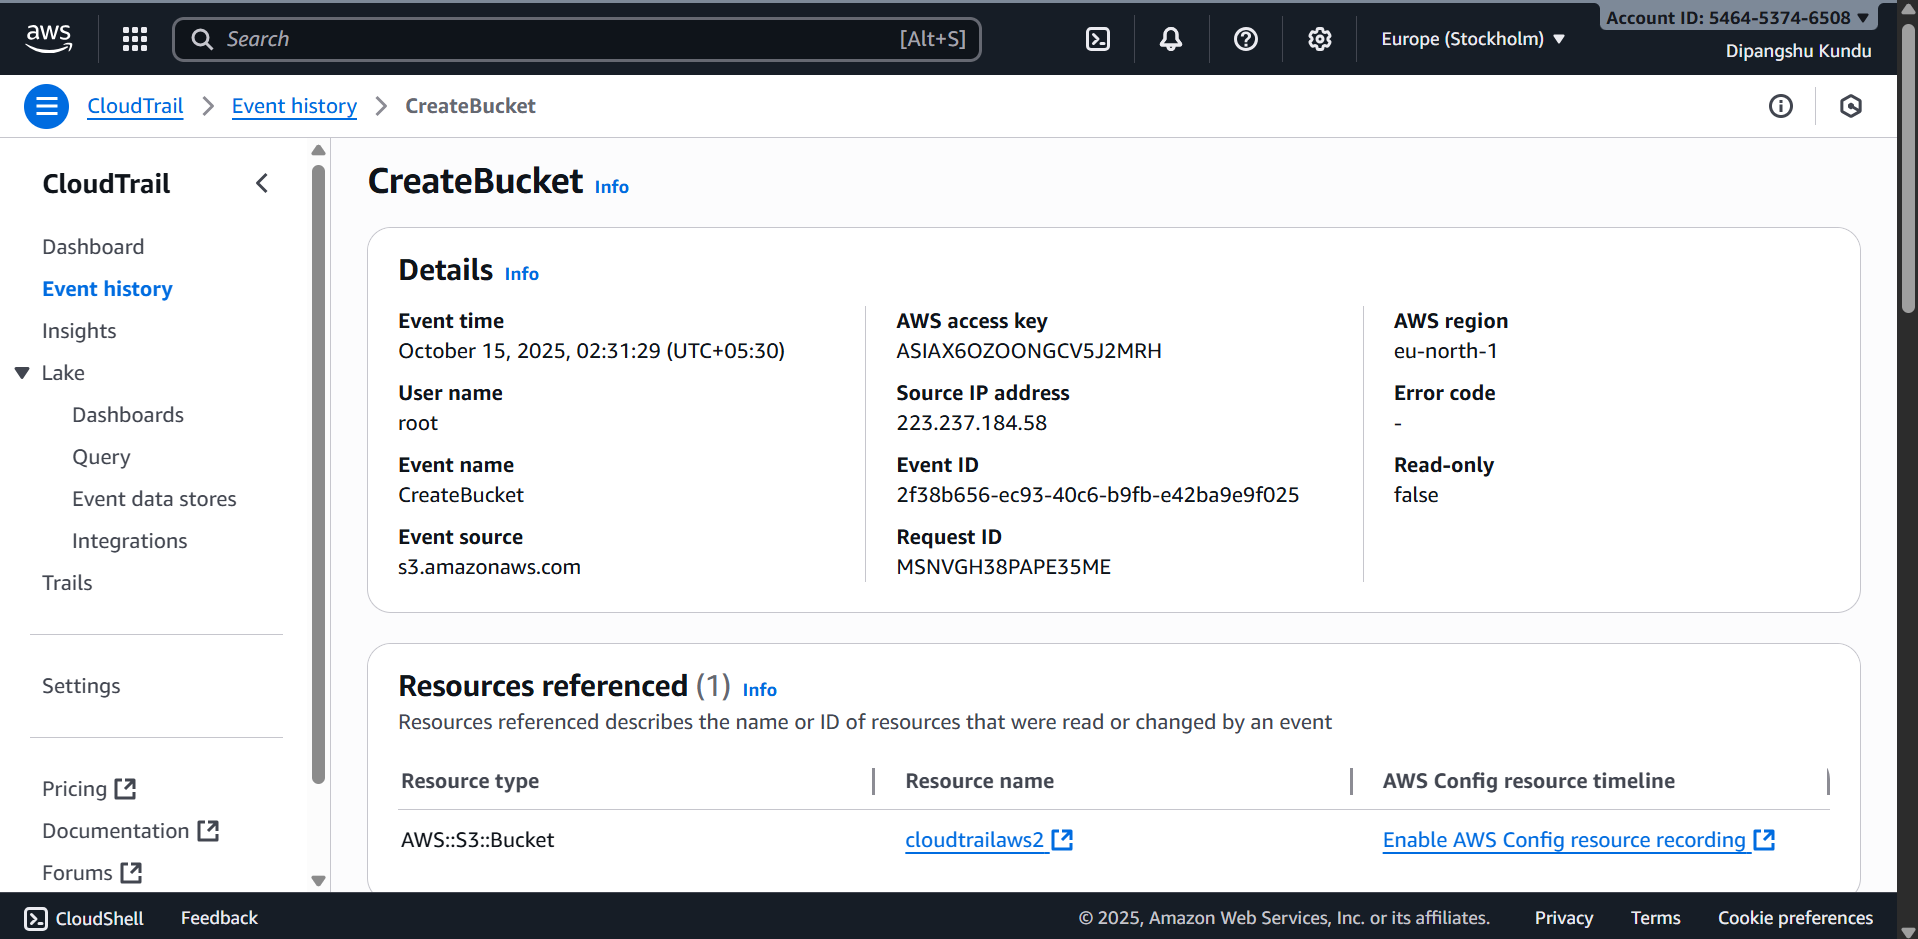 aws
Search [Alt+S]
Europe (Stockholm)
Account ID: 5464-5374-6508
Dipangshu Kundu
CloudTrail
Event history
CreateBucket
CloudTrail
Dashboard
Event history
Insights
Lake
Dashboards
Query
Event data stores
Integrations
Trails
Settings
Pricing
Documentation
Forums
CreateBucket Info
Details Info
Event time
October 15, 2025, 02:31:29 (UTC+05:30)
User name
root
Event name
CreateBucket
Event source
s3.amazonaws.com
AWS access key
ASIAX6OZOONGCV5J2MRH
Source IP address
223.237.184.58
Event ID
2f38b656-ec93-40c6-b9fb-e42ba9e9f025
Request ID
MSNVGH38PAPE35ME
AWS region
eu-north-1
Error code
-
Read-only
false
Resources referenced (1) Info
Resources referenced describes the name or ID of resources that were read or changed by an event
Resource type Resource name AWS Config resource timeline
AWS::S3::Bucket cloudtrailaws2 Enable AWS Config resource recording
CloudShell Feedback © 2025, Amazon Web Services, Inc. or its affiliates. Privacy Terms Cookie preferences